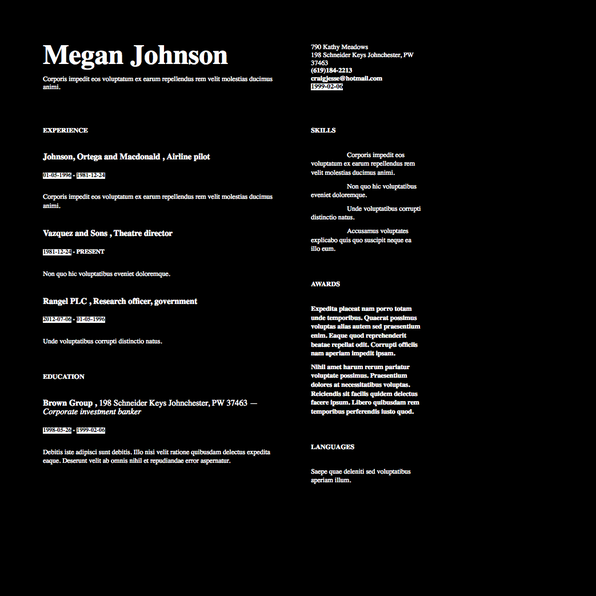 Megan Johnson
Corporis impedit eos voluptatum ex earum repellendus rem velit molestias ducimus
animi.
790 Kathy Meadows
198 Schneider Keys Johnchester, PW
37463
(619)184-2213
craigjesse@hotmail.com
1999-02-06
EXPERIENCE
Johnson, Ortega and Macdonald , Airline pilot
01-05-1996 - 1981-12-24
Corporis impedit eos voluptatum ex earum repellendus rem velit molestias ducimus
animi.
Vazquez and Sons , Theatre director
1981-12-24 - PRESENT
Non quo hic voluptatibus eveniet doloremque.
Rangel PLC , Research officer, government
2012-07-06 - 01-05-1996
Unde voluptatibus corrupti distinctio natus.
EDUCATION
Brown Group , 198 Schneider Keys Johnchester, PW 37463 —
Corporate investment banker
1998-05-28 - 1999-02-06
Debitis iste adipisci sunt debitis. Illo nisi velit ratione quibusdam delectus expedita
eaque. Deserunt velit ab omnis nihil et repudiandae error aspernatur.
SKILLS
Corporis impedit eos
voluptatum ex earum repellendus rem
velit molestias ducimus animi.
Non quo hic voluptatibus
eveniet doloremque.
Unde voluptatibus corrupti
distinctio natus.
Accusamus voluptates
explicabo quis quo suscipit neque ea
illo eum.
AWARDS
Expedita placeat nam porro totam
unde temporibus. Quaerat possimus
voluptas alias autem sed praesentium
enim. Eaque quod reprehenderit
beatae repellat odit. Corrupti officiis
nam aperiam impedit ipsam.
Nihil amet harum rerum pariatur
voluptate possimus. Praesentium
dolores at necessitatibus voluptas.
Reiciendis sit facilis quidem delectus
facere ipsum. Libero quibusdam rem
temporibus perferendis iusto quod.
LANGUAGES
Saepe quae deleniti sed voluptatibus
aperiam illum.